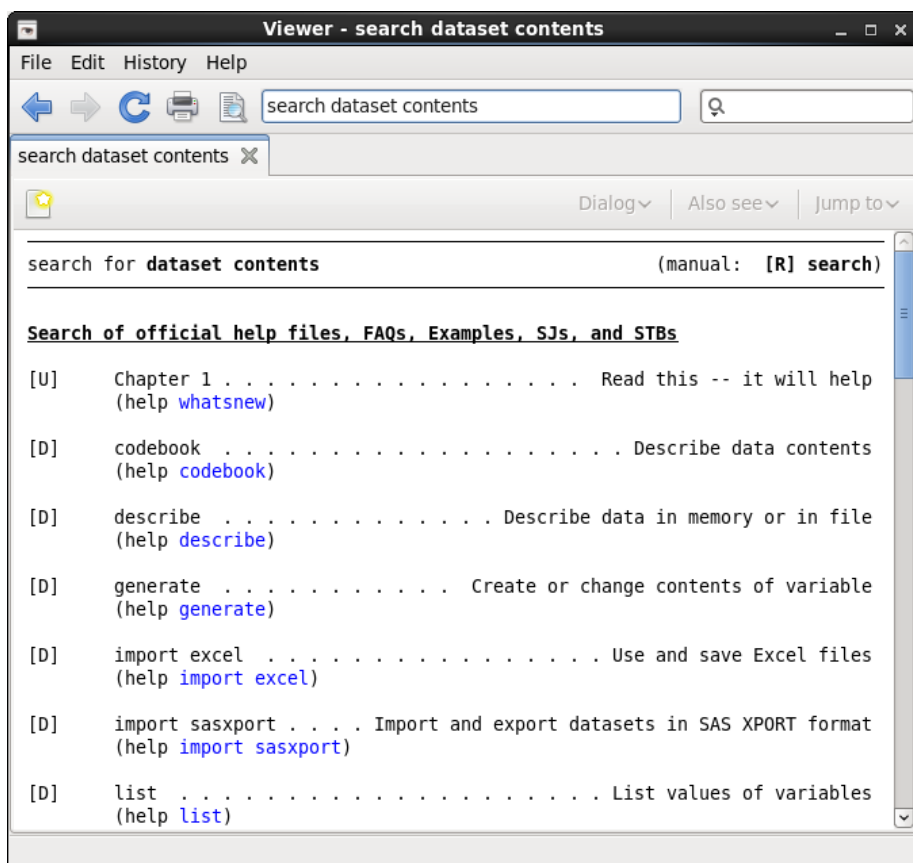 Viewer - search dataset contents
File Edit History Help
search dataset contents
search dataset contents
Dialog Also see Jump to
search for dataset contents (manual: [R] search)
Search of official help files, FAQs, Examples, SJs, and STBs
[U] Chapter 1 . . . . . . . . . . . . . . . . . . Read this -- it will help
(help whatsnew)
[D] codebook . . . . . . . . . . . . . . . . . . . Describe data contents
(help codebook)
[D] describe . . . . . . . . . . . . . Describe data in memory or in file
(help describe)
[D] generate . . . . . . . . . . . Create or change contents of variable
(help generate)
[D] import excel . . . . . . . . . . . . . . . . Use and save Excel files
(help import excel)
[D] import sasxport . . . . Import and export datasets in SAS XPORT format
(help import sasxport)
[D] list . . . . . . . . . . . . . . . . . . . . List values of variables
(help list)